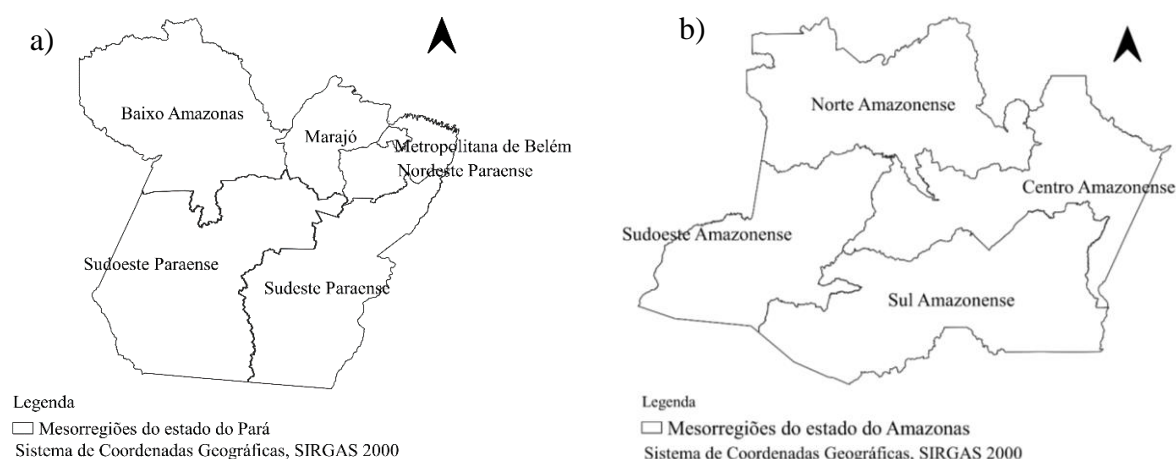 a)
Baixo Amazonas
Marajó
Metropolitana de Belém
Nordeste Paraense
Sudoeste Paraense
Sudeste Paraense
Legenda
Mesorregiões do estado do Pará
Sistema de Coordenadas Geográficas, SIRGAS 2000
b)
Norte Amazonense
Centro Amazonense
Sudoeste Amazonense
Sul Amazonense
Legenda
Mesorregiões do estado do Amazonas
Sistema de Coordenadas Geográficas, SIRGAS 2000